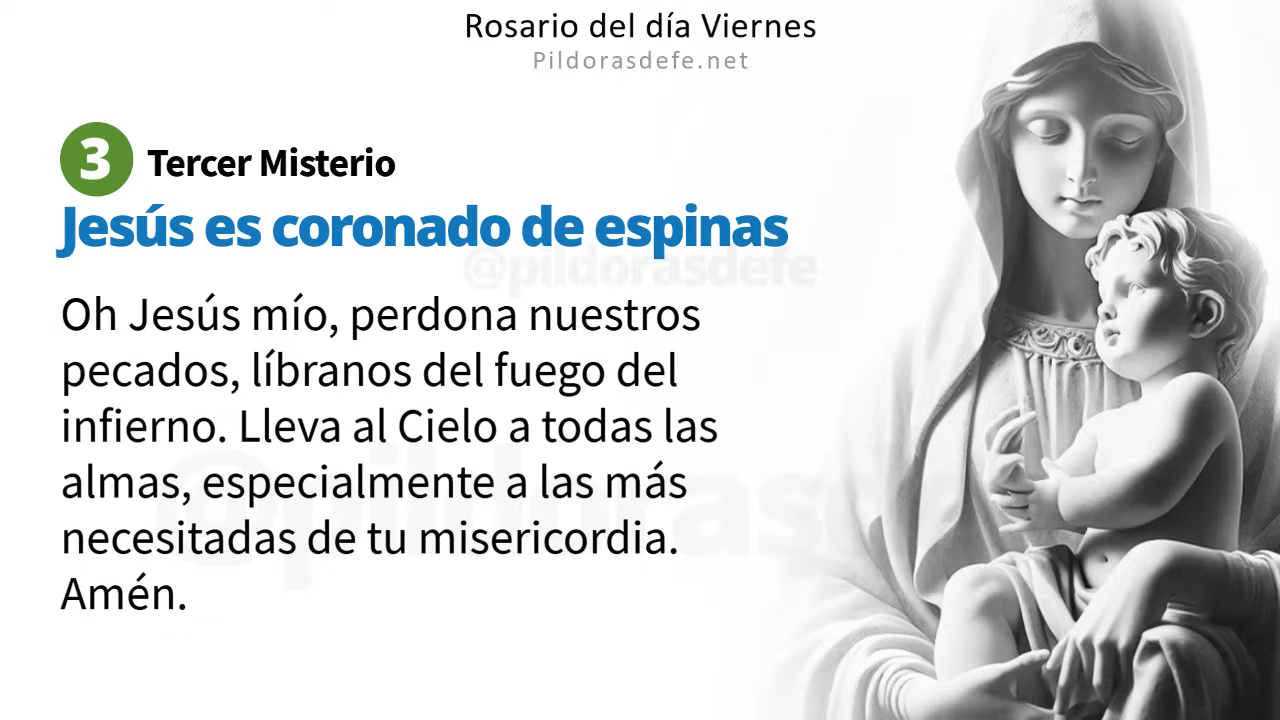 Rosario del día Viernes
Pildorasdefe.net
3 Tercer Misterio
Jesús es coronado de espinas
@pildorasdefe
Oh Jesús mío, perdona nuestros
pecados, líbranos del fuego del
infierno. Lleva al Cielo a todas las
almas, especialmente a las más
necesitadas de tu misericordia.
Amén.
@pildorasdefe